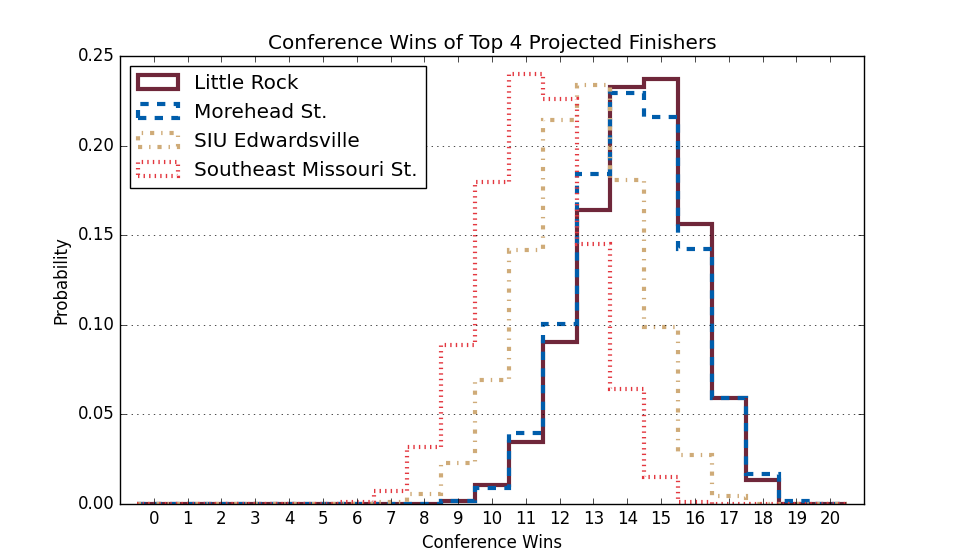 Conference Wins of Top 4 Projected Finishers
Little Rock
Morehead St.
SIU Edwardsville
Southeast Missouri St.
Probability
0.25
0.20
0.15
0.10
0.05
0.00
0 1 2 3 4 5 6 7 8 9 10 11 12 13 14 15 16 17 18 19 20
Conference Wins